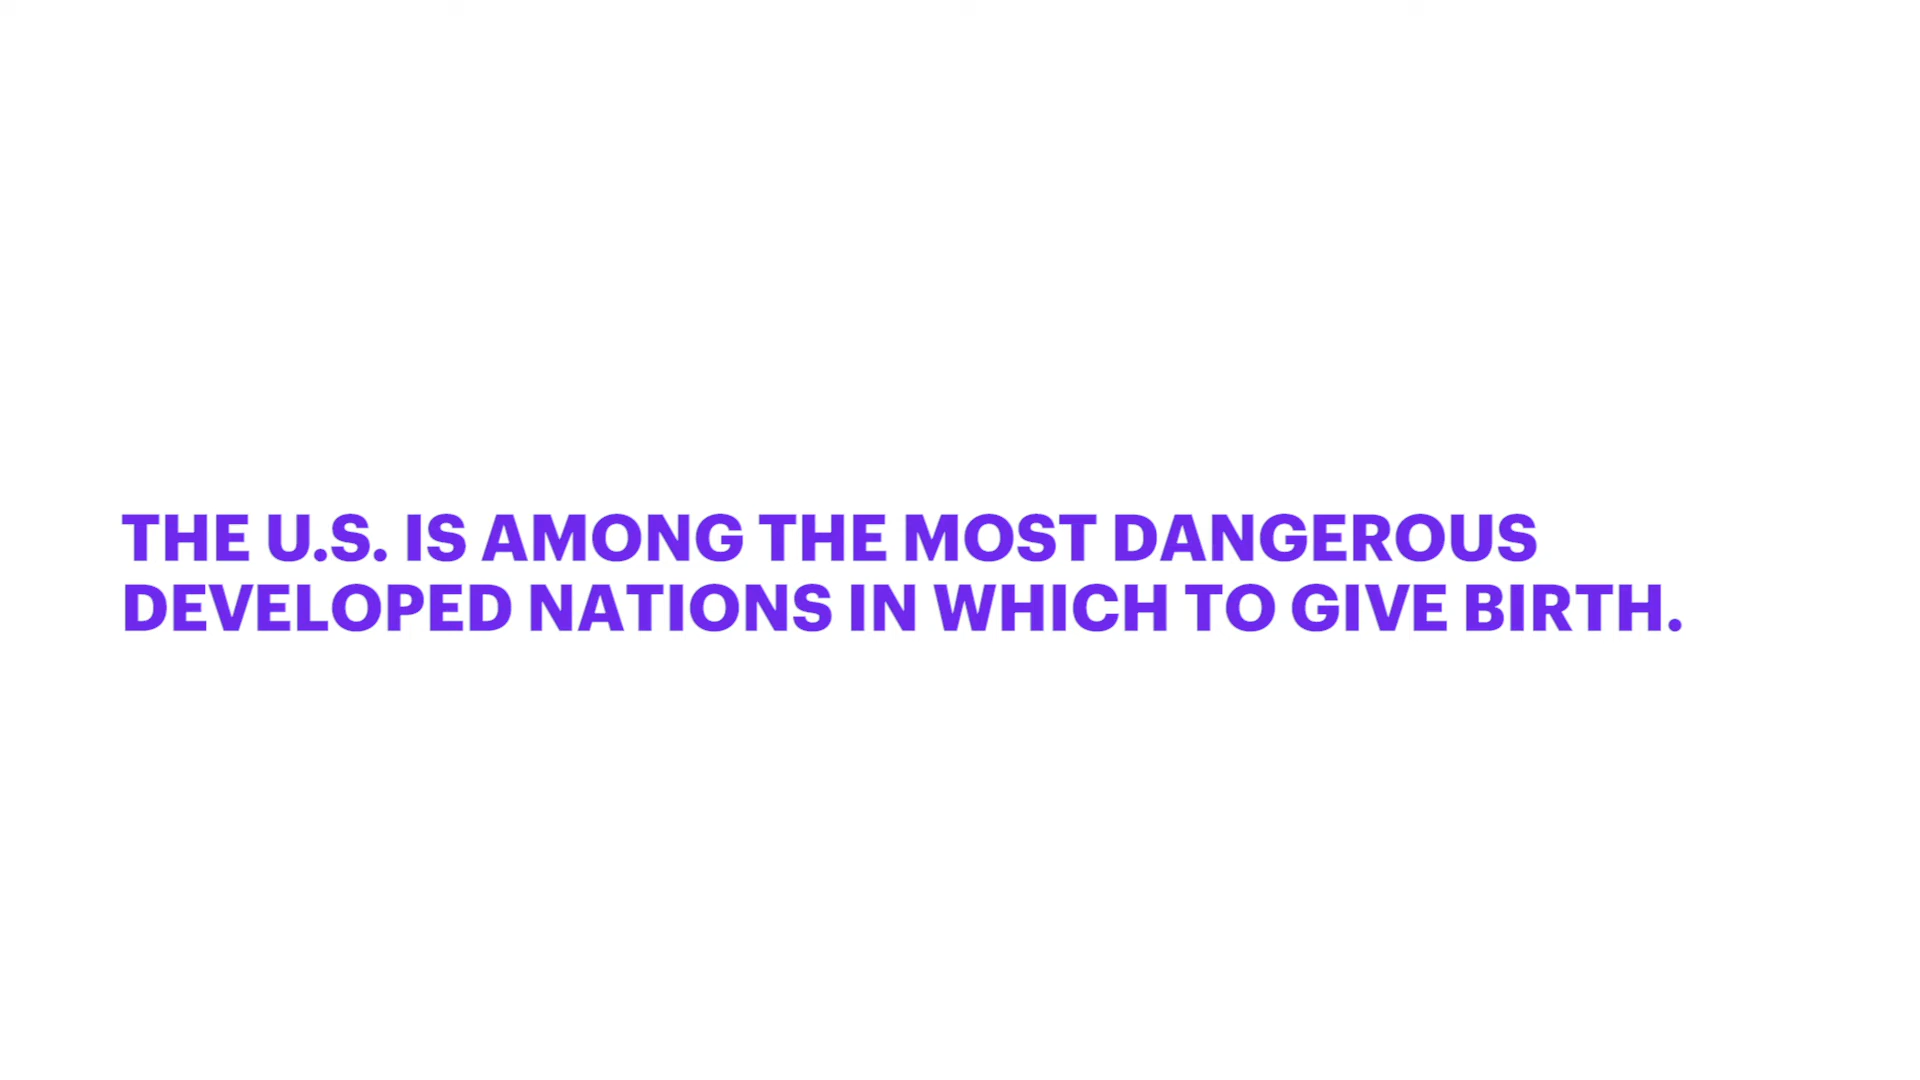 THE U.S. IS AMONG THE MOST DANGEROUS
DEVELOPED NATIONS IN WHICH TO GIVE BIRTH.